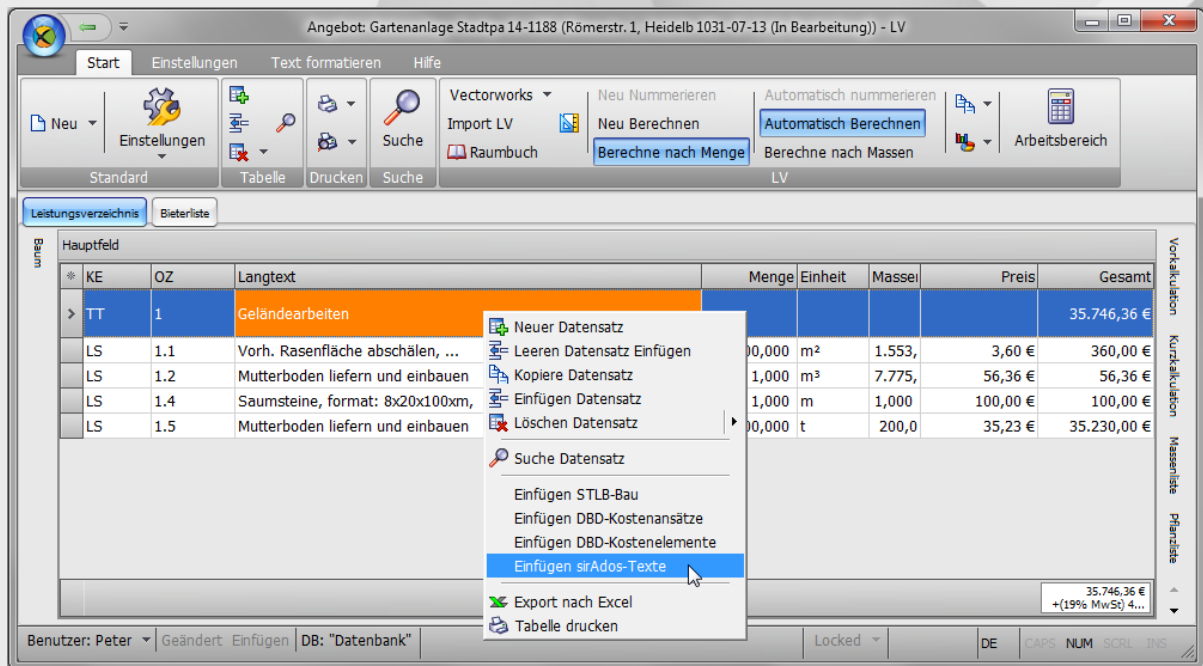 Angebot: Gartenanlage Stadtpa 14-1188 (Römerstr. 1, Heidelb 1031-07-13 (In Bearbeitung)) - LV
Start Einstellungen Text formatieren Hilfe
Neu
Einstellungen
Suche
Vectorworks
Import LV
Raumbuch
Neu Nummerieren
Neu Berechnen
Berechne nach Menge
Automatisch nummerieren
Automatisch Berechnen
Berechne nach Massen
Arbeitsbereich
Standard Tabelle Drucken Suche LV
Leistungsverzeichnis Bieterliste
Baum
Hauptfeld
KE OZ Langtext Menge Einheit Massen Preis Gesamt
TT 1 Geländearbeiten 35.746,36 €
LS 1.1 Vorh. Rasenfläche abschälen, ... 00,000 m² 1.553, 3,60 € 360,00 €
LS 1.2 Mutterboden liefern und einbauen 1,000 m³ 7.775, 56,36 € 56,36 €
LS 1.4 Saumsteine, format: 8x20x100xm, 1,000 m 1,000 100,00 € 100,00 €
LS 1.5 Mutterboden liefern und einbauen 00,000 t 200,0 35,23 € 35.230,00 €
Neuer Datensatz
Leeren Datensatz Einfügen
Kopiere Datensatz
Einfügen Datensatz
Löschen Datensatz
Suche Datensatz
Einfügen STLB-Bau
Einfügen DBD-Kostenansätze
Einfügen DBD-Kostenelemente
Einfügen sirAdos-Texte
Export nach Excel
Tabelle drucken
Vorkalkulation
Kurzkalkulation
Massenliste
Pflanzliste
35.746,36 €
+(19% MwSt) 4...
Benutzer: Peter Geändert Einfügen DB: "Datenbank" Locked DE CAPS NUM SCRL INS